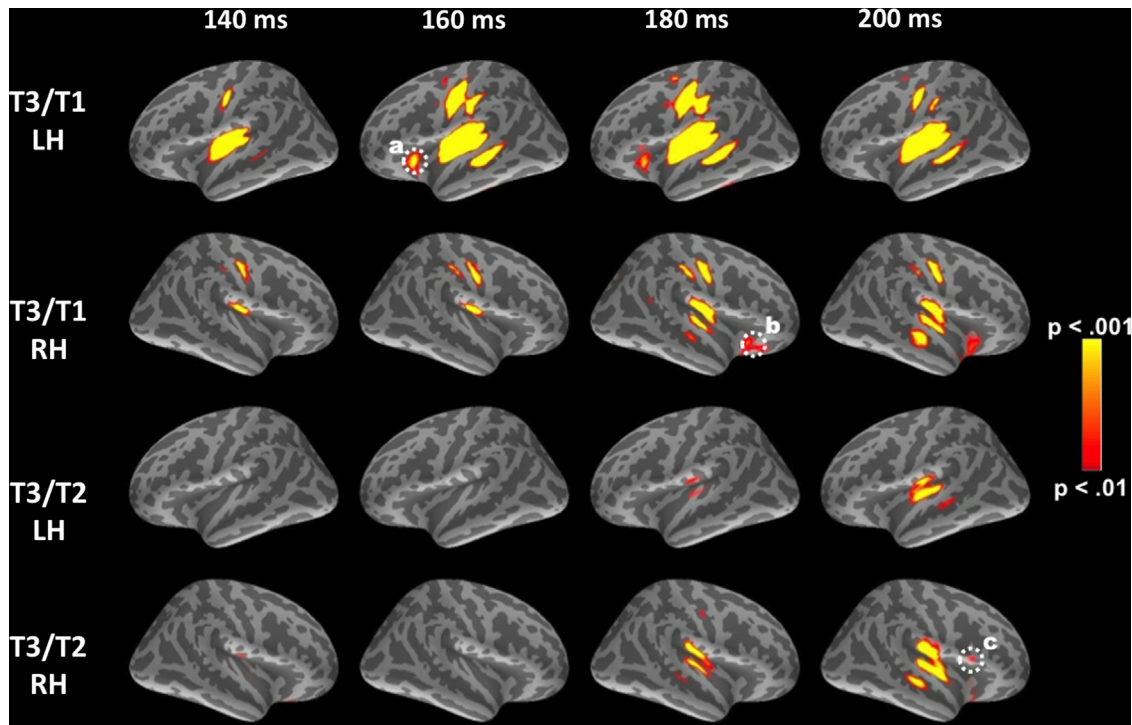 140 ms 160 ms 180 ms 200 ms
T3/T1
LH
a
T3/T1
RH
b
p < .001
T3/T2
LH
p < .01
T3/T2
RH
c